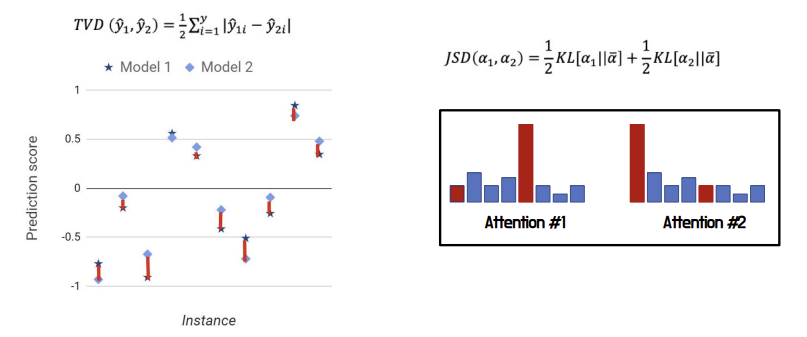 TVD (ŷ₁, ŷ₂) = ½ ∑ᵢ₌₁ʸ |ŷ₁ᵢ − ŷ₂ᵢ|
★ Model 1 ◆ Model 2
1
0.5
0
-0.5
-1
Prediction score
Instance
JSD(α₁, α₂) = ½ KL[α₁||ᾱ] + ½ KL[α₂||ᾱ]
Attention #1
Attention #2